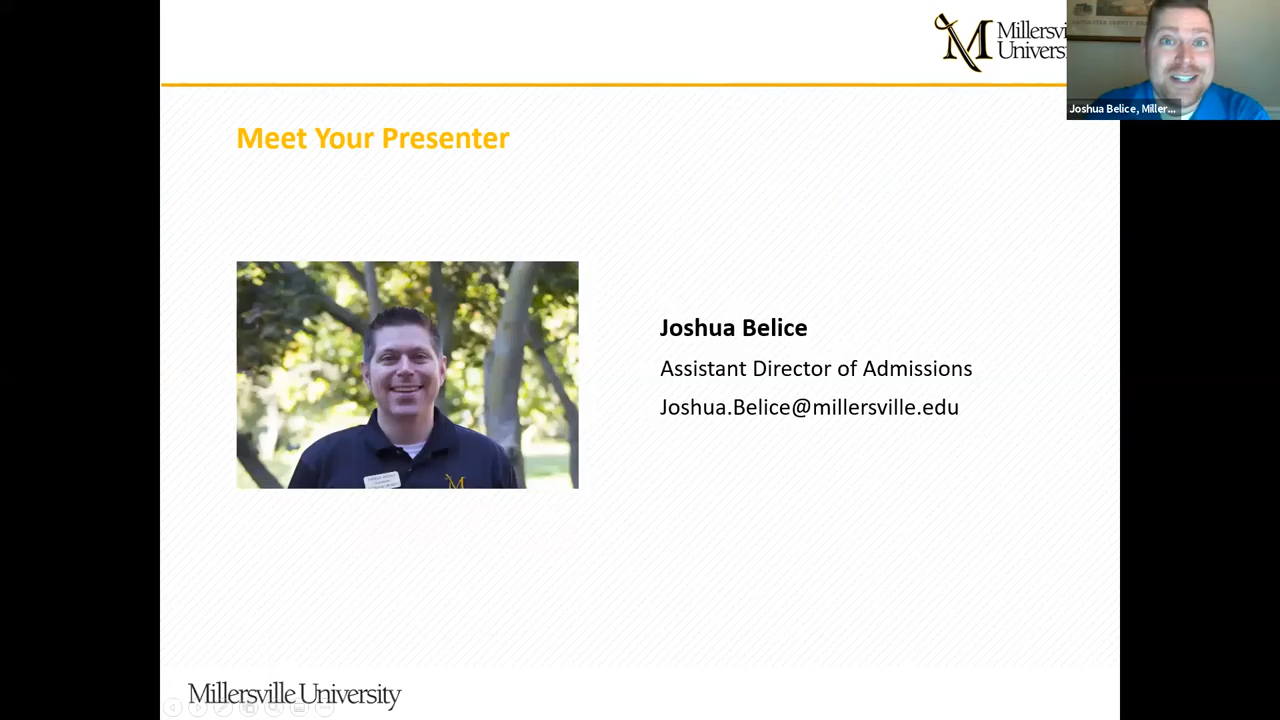 Millersv
Univers
Joshua Belice, Miller...
Meet Your Presenter
Joshua Belice
Assistant Director of Admissions
Joshua.Belice@millersville.edu
M
Millersville University